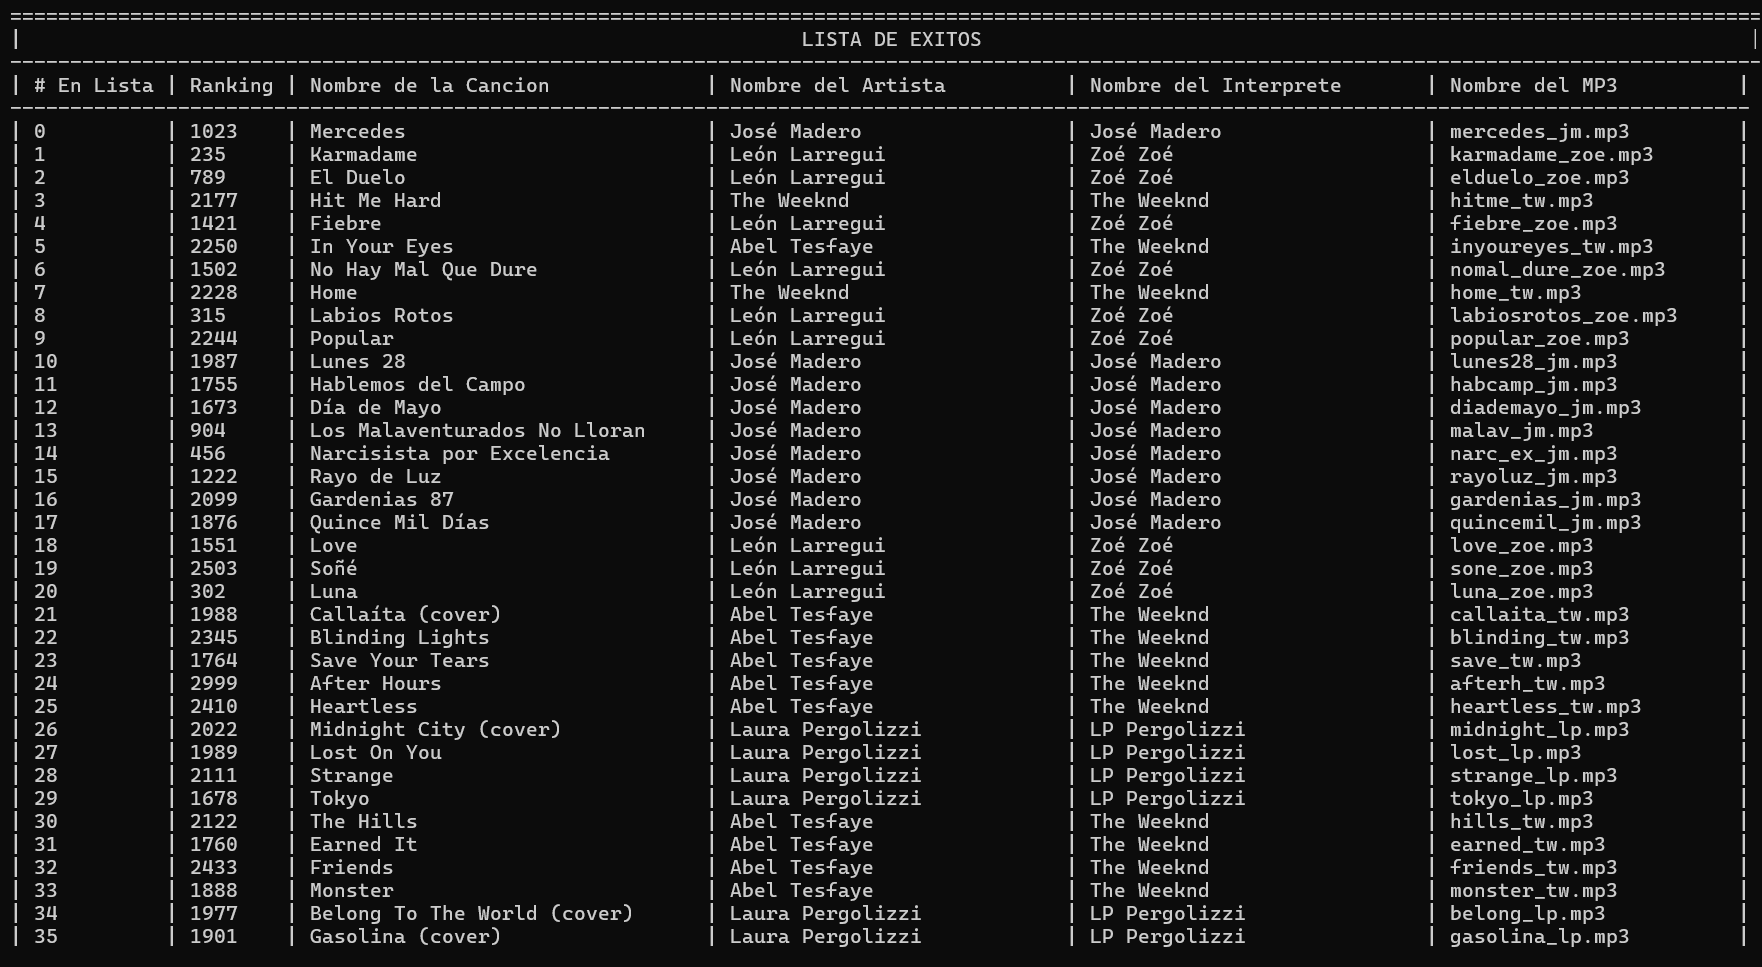 LISTA DE EXITOS
| # En Lista | Ranking | Nombre de la Cancion | Nombre del Artista | Nombre del Interprete | Nombre del MP3 |
| 0 | 1023 | Mercedes | José Madero | José Madero | mercedes_jm.mp3 |
| 1 | 235 | Karmadame | León Larregui | Zoé Zoé | karmadame_zoe.mp3 |
| 2 | 789 | El Duelo | León Larregui | Zoé Zoé | elduelo_zoe.mp3 |
| 3 | 2177 | Hit Me Hard | The Weeknd | The Weeknd | hitme_tw.mp3 |
| 4 | 1421 | Fiebre | León Larregui | Zoé Zoé | fiebre_zoe.mp3 |
| 5 | 2250 | In Your Eyes | Abel Tesfaye | The Weeknd | inyoureyes_tw.mp3 |
| 6 | 1502 | No Hay Mal Que Dure | León Larregui | Zoé Zoé | nomal_dure_zoe.mp3 |
| 7 | 2228 | Home | The Weeknd | The Weeknd | home_tw.mp3 |
| 8 | 315 | Labios Rotos | León Larregui | Zoé Zoé | labiosrotos_zoe.mp3 |
| 9 | 2244 | Popular | León Larregui | Zoé Zoé | popular_zoe.mp3 |
| 10 | 1987 | Lunes 28 | José Madero | José Madero | lunes28_jm.mp3 |
| 11 | 1755 | Hablemos del Campo | José Madero | José Madero | habcamp_jm.mp3 |
| 12 | 1673 | Día de Mayo | José Madero | José Madero | diademayo_jm.mp3 |
| 13 | 904 | Los Malaventurados No Lloran | José Madero | José Madero | malav_jm.mp3 |
| 14 | 456 | Narcisista por Excelencia | José Madero | José Madero | narc_ex_jm.mp3 |
| 15 | 1222 | Rayo de Luz | José Madero | José Madero | rayoluz_jm.mp3 |
| 16 | 2099 | Gardenias 87 | José Madero | José Madero | gardenias_jm.mp3 |
| 17 | 1876 | Quince Mil Días | José Madero | José Madero | quincemil_jm.mp3 |
| 18 | 1551 | Love | León Larregui | Zoé Zoé | love_zoe.mp3 |
| 19 | 2503 | Soñé | León Larregui | Zoé Zoé | sone_zoe.mp3 |
| 20 | 302 | Luna | León Larregui | Zoé Zoé | luna_zoe.mp3 |
| 21 | 1988 | Callaíta (cover) | Abel Tesfaye | The Weeknd | callaita_tw.mp3 |
| 22 | 2345 | Blinding Lights | Abel Tesfaye | The Weeknd | blinding_tw.mp3 |
| 23 | 1764 | Save Your Tears | Abel Tesfaye | The Weeknd | save_tw.mp3 |
| 24 | 2999 | After Hours | Abel Tesfaye | The Weeknd | afterh_tw.mp3 |
| 25 | 2410 | Heartless | Abel Tesfaye | The Weeknd | heartless_tw.mp3 |
| 26 | 2022 | Midnight City (cover) | Laura Pergolizzi | LP Pergolizzi | midnight_lp.mp3 |
| 27 | 1989 | Lost On You | Laura Pergolizzi | LP Pergolizzi | lost_lp.mp3 |
| 28 | 2111 | Strange | Laura Pergolizzi | LP Pergolizzi | strange_lp.mp3 |
| 29 | 1678 | Tokyo | Laura Pergolizzi | LP Pergolizzi | tokyo_lp.mp3 |
| 30 | 2122 | The Hills | Abel Tesfaye | The Weeknd | hills_tw.mp3 |
| 31 | 1760 | Earned It | Abel Tesfaye | The Weeknd | earned_tw.mp3 |
| 32 | 2433 | Friends | Abel Tesfaye | The Weeknd | friends_tw.mp3 |
| 33 | 1888 | Monster | Abel Tesfaye | The Weeknd | monster_tw.mp3 |
| 34 | 1977 | Belong To The World (cover) | Laura Pergolizzi | LP Pergolizzi | belong_lp.mp3 |
| 35 | 1901 | Gasolina (cover) | Laura Pergolizzi | LP Pergolizzi | gasolina_lp.mp3 |